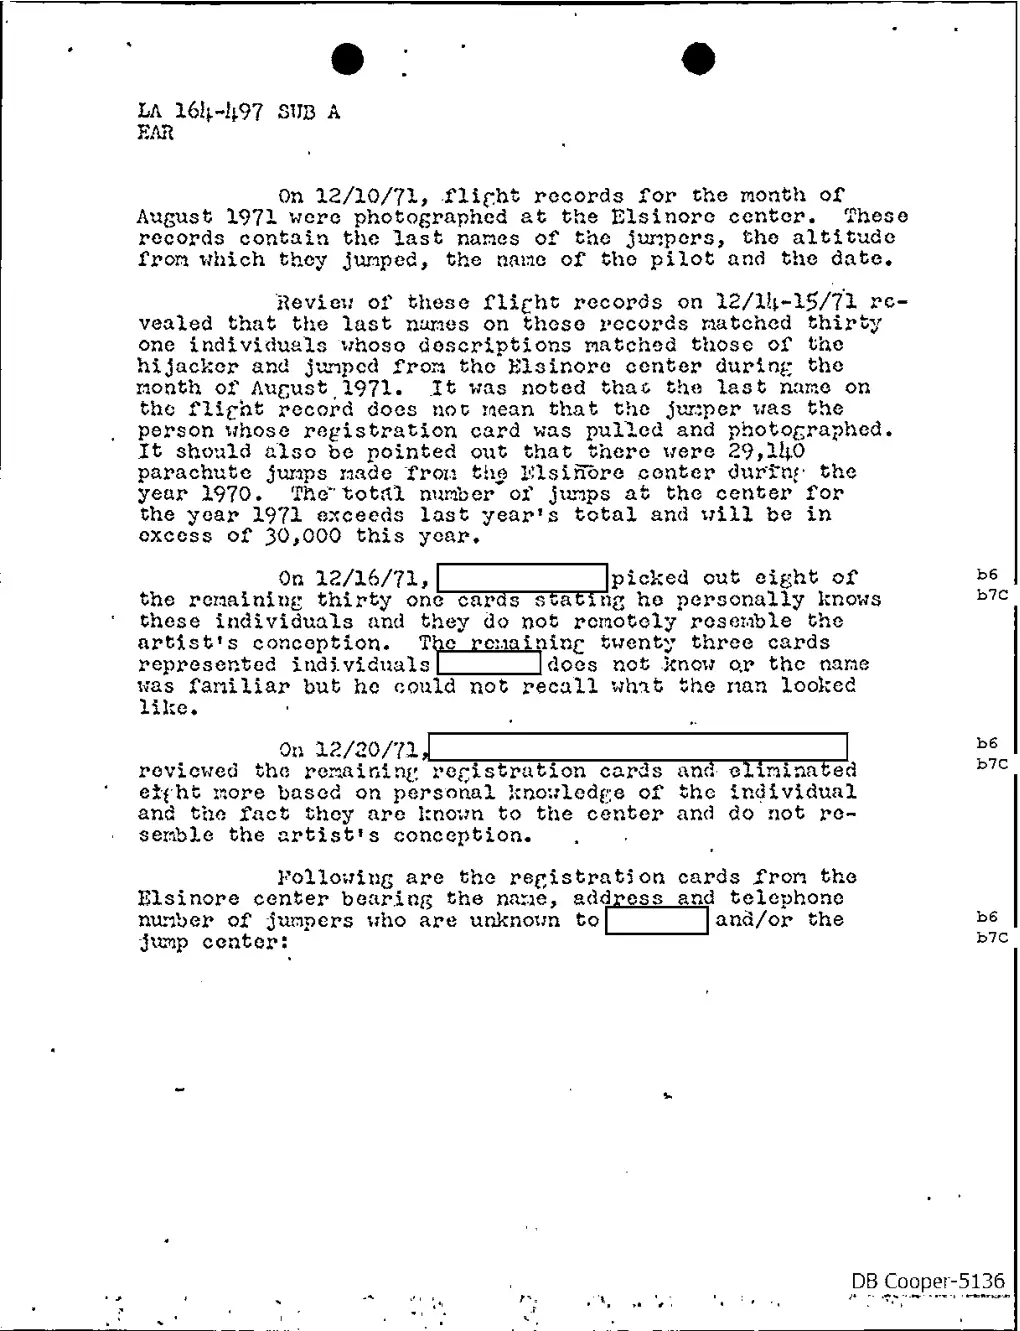 LA 164-497 SUB A
EAR
On 12/10/71, flight records for the month of
August 1971 were photographed at the Elsinore center. These
records contain the last names of the jumpers, the altitude
from which they jumped, the name of the pilot and the date.
Review of these flight records on 12/14-15/71 re-
vealed that the last names on these records matched thirty
one individuals whose descriptions matched those of the
hijacker and jumped from the Elsinore center during the
month of August 1971. It was noted that the last name on
the flight record does not mean that the jumper was the
person whose registration card was pulled and photographed.
It should also be pointed out that there were 29,140
parachute jumps made from the Elsinore center during the
year 1970. The total number of jumps at the center for
the year 1971 exceeds last year's total and will be in
excess of 30,000 this year.
On 12/16/71, picked out eight of b6
the remaining thirty one cards stating he personally knows b7C
these individuals and they do not remotely resemble the
artist's conception. The remaining twenty three cards
represented individuals does not know or the name
was familiar but he could not recall what the man looked
like.
On 12/20/71, b6
reviewed the remaining registration cards and eliminated b7C
eight more based on personal knowledge of the individual
and the fact they are known to the center and do not re-
semble the artist's conception.
Following are the registration cards from the
Elsinore center bearing the name, address and telephone
number of jumpers who are unknown to and/or the b6
jump center: b7C
DB Cooper-5136